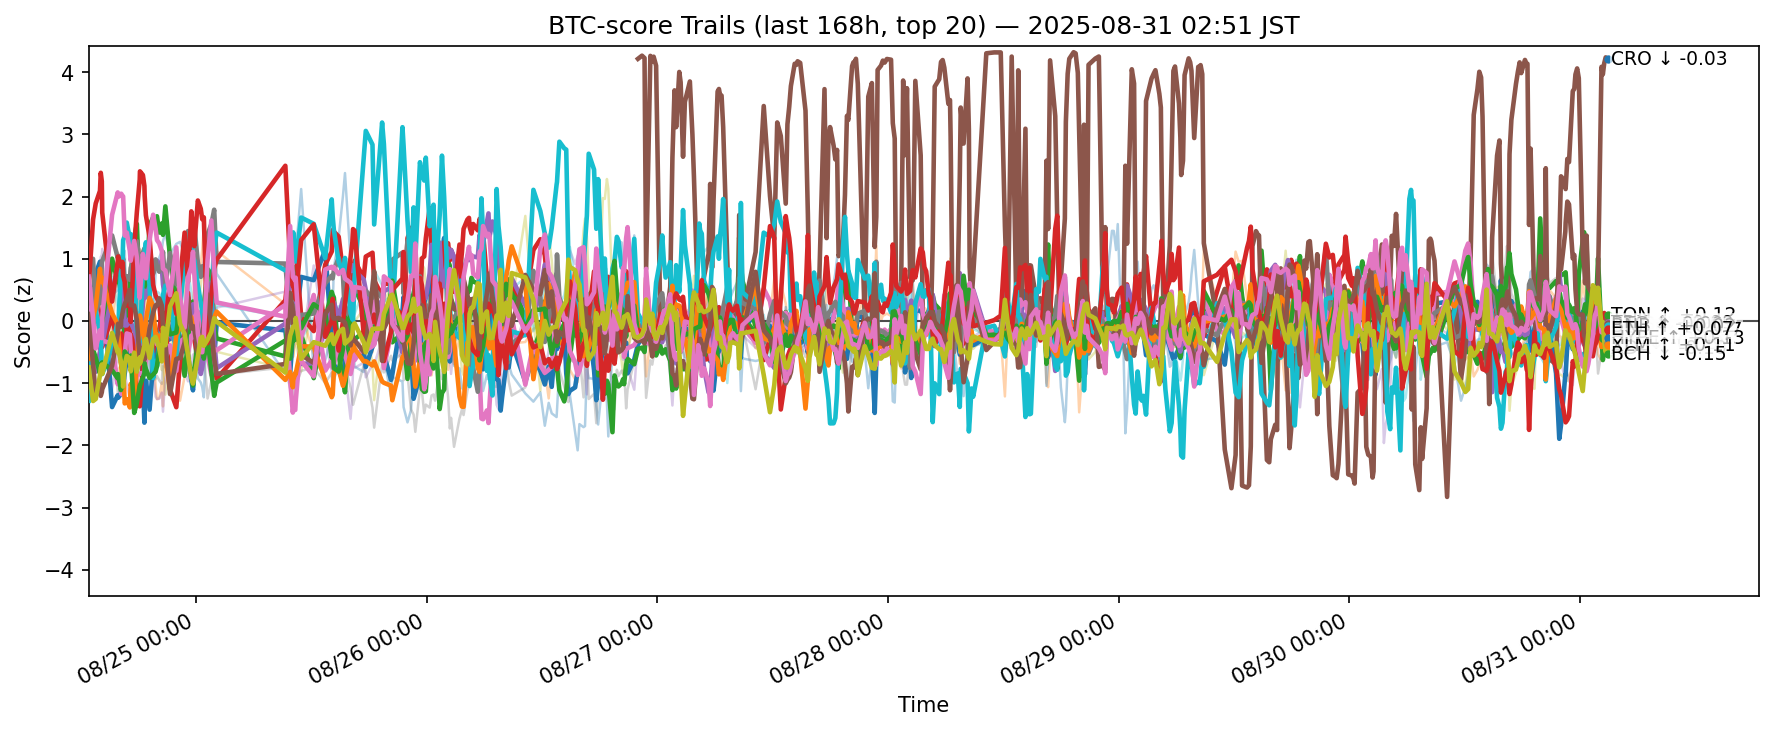 BTC-score Trails (last 168h, top 20) — 2025-08-31 02:51 JST
4
3
2
1
0
−1
−2
−3
−4
Score (z)
CRO ↓ -0.03
TON ↑ +0.12
ETH ↑ +0.07
BCH ↓ -0.15
08/25 00:00
08/26 00:00
08/27 00:00
08/28 00:00
08/29 00:00
08/30 00:00
08/31 00:00
Time